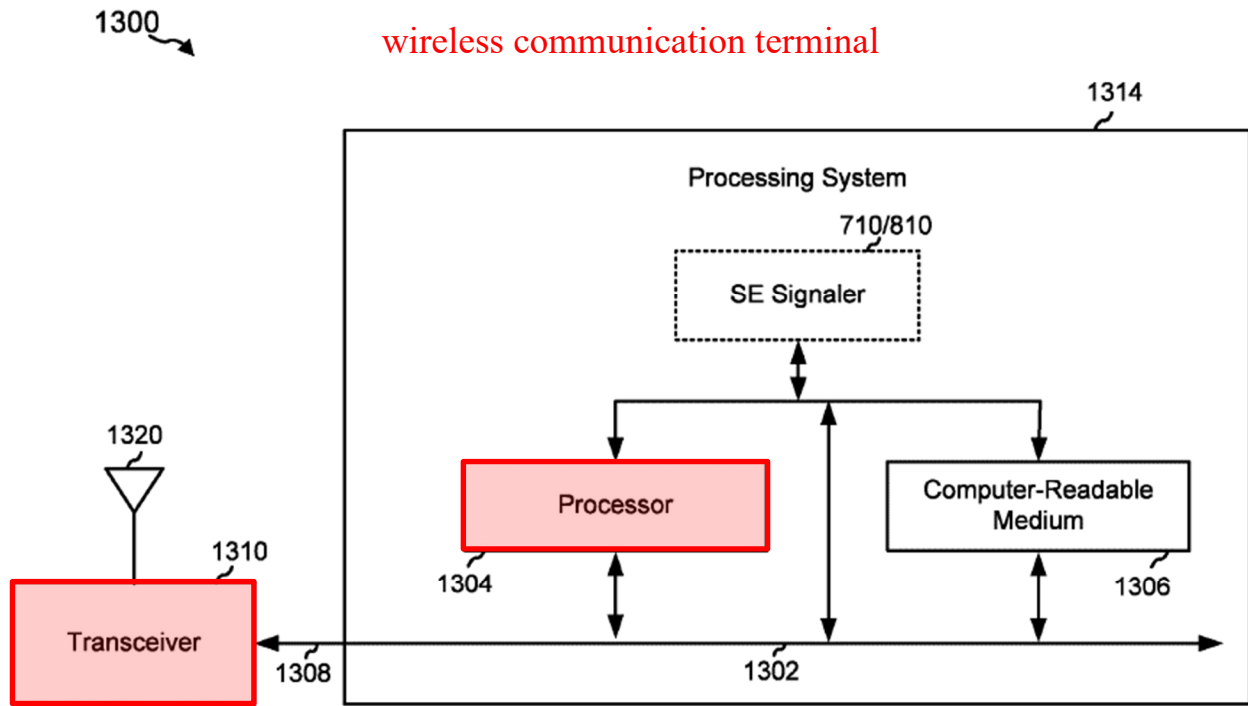 1300
wireless communication terminal
1314
Processing System
710/810
SE Signaler
1320
Processor
Computer-Readable
Medium
1310
1304
1306
Transceiver
1308
1302